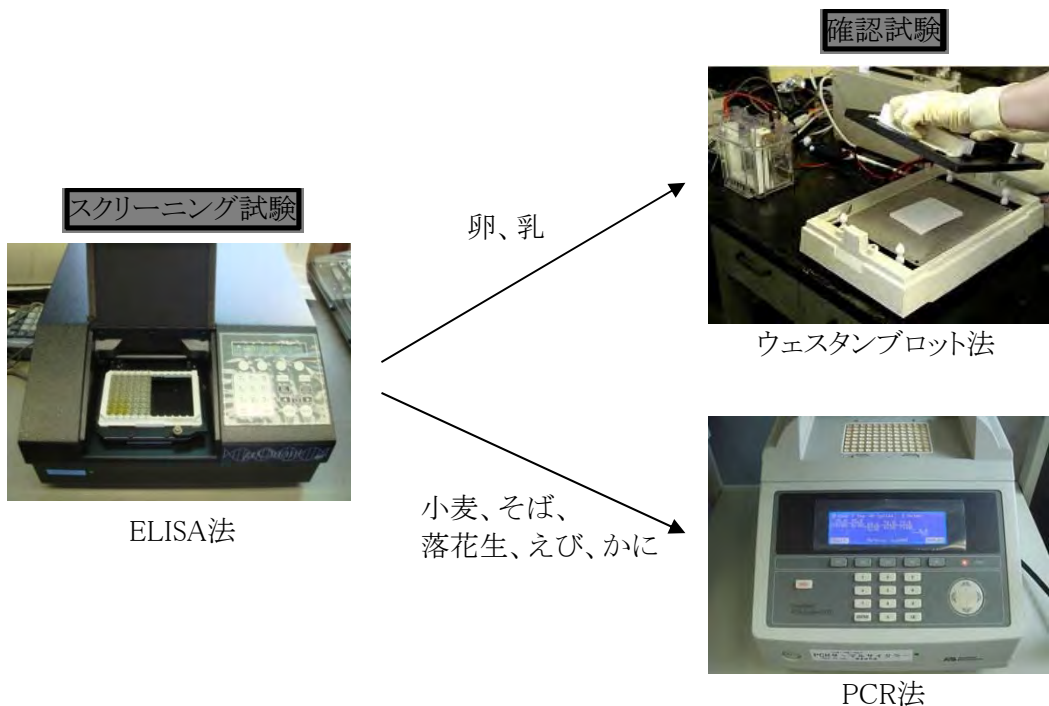 確認試験
スクリーニング試験
卵、乳
ウェスタンブロット法
ELISA法
小麦、そば、
落花生、えび、かに
PCR法